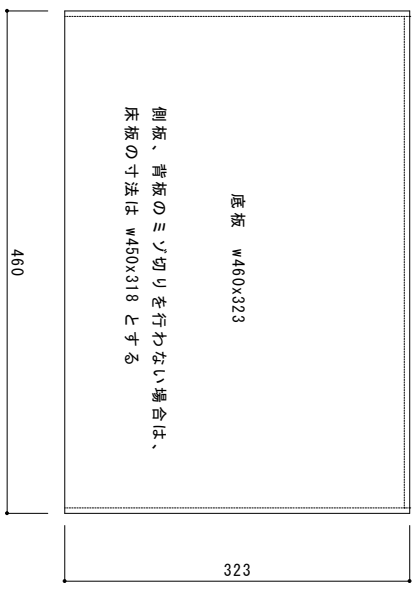 底板 w460x323
側板、背板のミゾ切りを行わない場合は、
床板の寸法は w450x318 とする
460
323